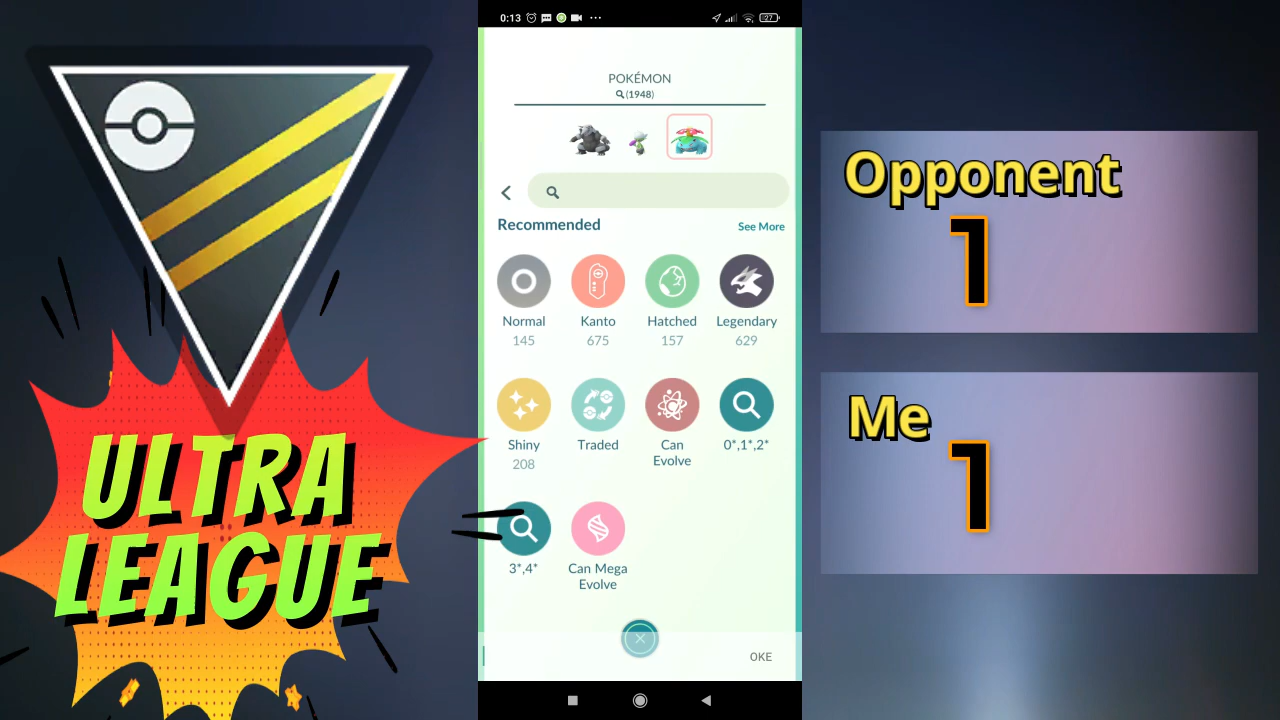 0:13
27
POKÉMON
(1948)
Recommended
See More
Normal
145
Kanto
675
Hatched
157
Legendary
629
Shiny
208
Traded
Can
Evolve
0*,1*,2*
3*,4*
Can Mega
Evolve
OKE
ULTRA
LEAGUE
Opponent
1
Me
1